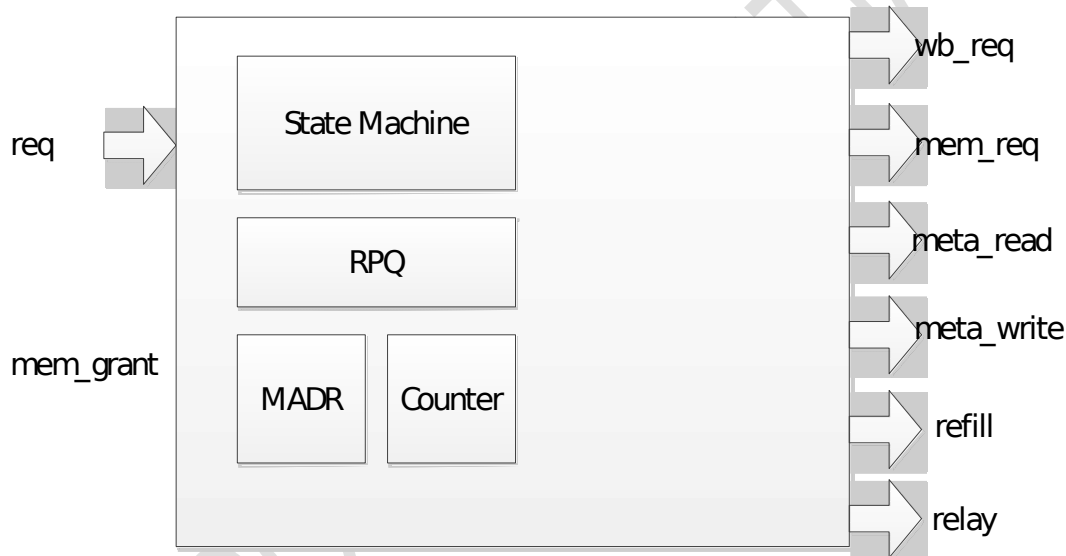 wb_req
State Machine
req
mem_req
meta_read
RPQ
meta_write
mem_grant
MADR
Counter
refill
relay